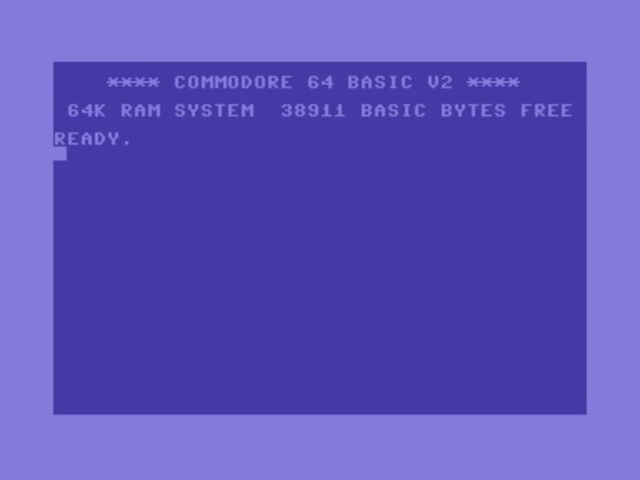 **** COMMODORE 64 BASIC V2 ****
64K RAM SYSTEM  38911 BASIC BYTES FREE
READY.